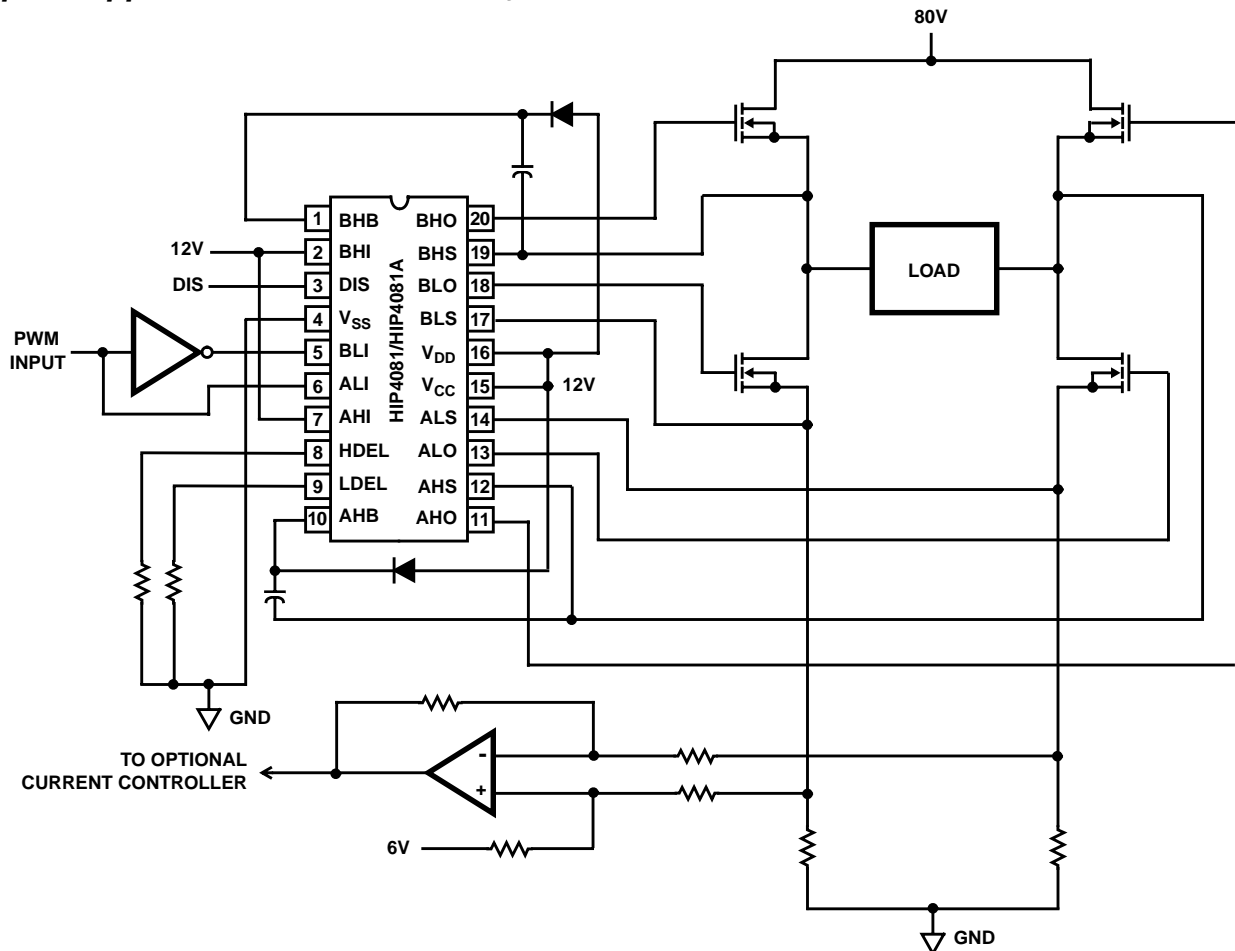 80V
12V
DIS
PWM
INPUT
HIP4081/HIP4081A
1 BHB
2 BHI
3 DIS
4 VSS
5 BLI
6 ALI
7 AHI
8 HDEL
9 LDEL
10 AHB
BHO 20
BHS 19
BLO 18
BLS 17
VDD 16
VCC 15
ALS 14
ALO 13
AHS 12
AHO 11
12V
LOAD
GND
TO OPTIONAL
CURRENT CONTROLLER
-
+
6V
GND